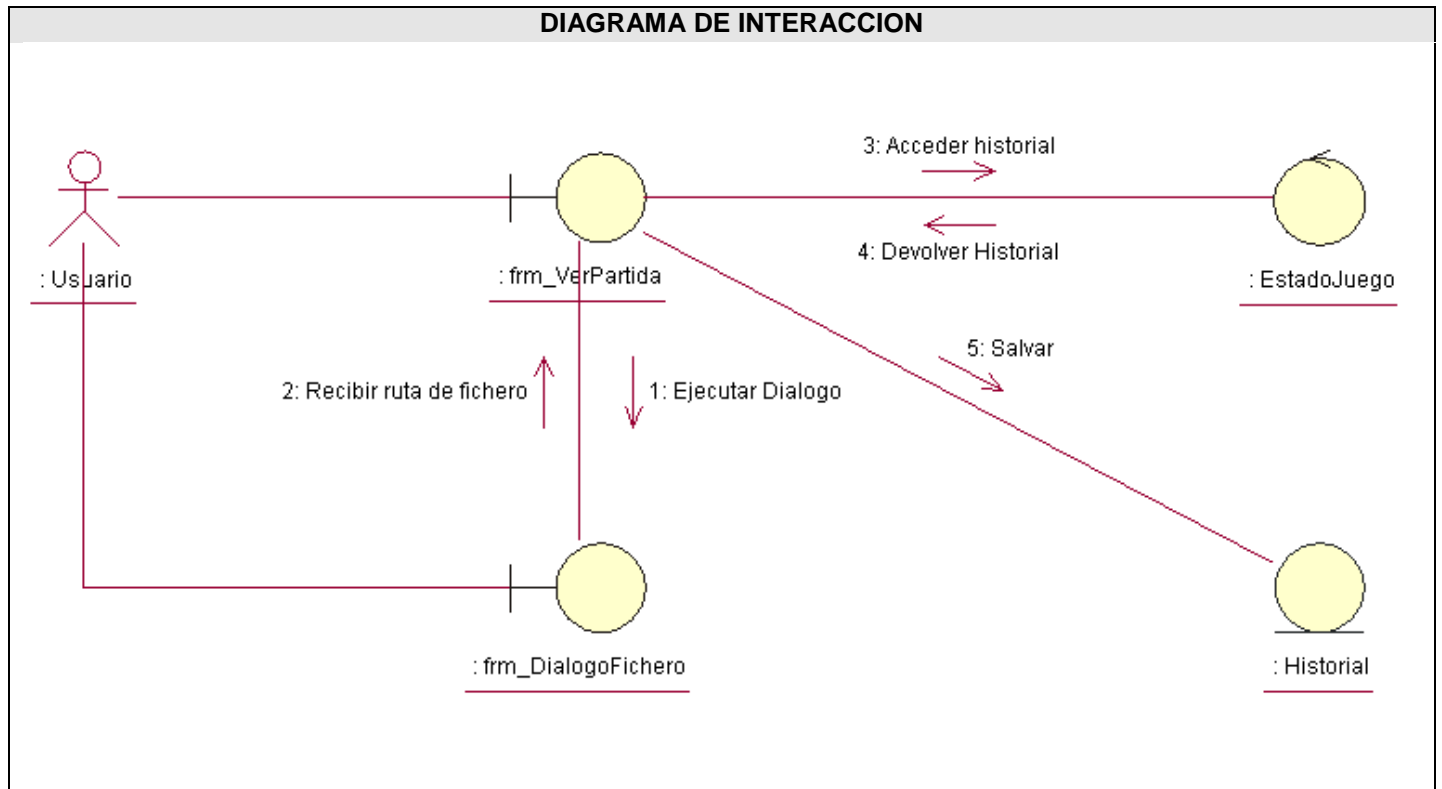 DIAGRAMA DE INTERACCION
3: Acceder historial
4: Devolver Historial
: Usuario
: frm_VerPartida
: EstadoJuego
5: Salvar
2: Recibir ruta de fichero
1: Ejecutar Dialogo
: frm_DialogoFichero
: Historial